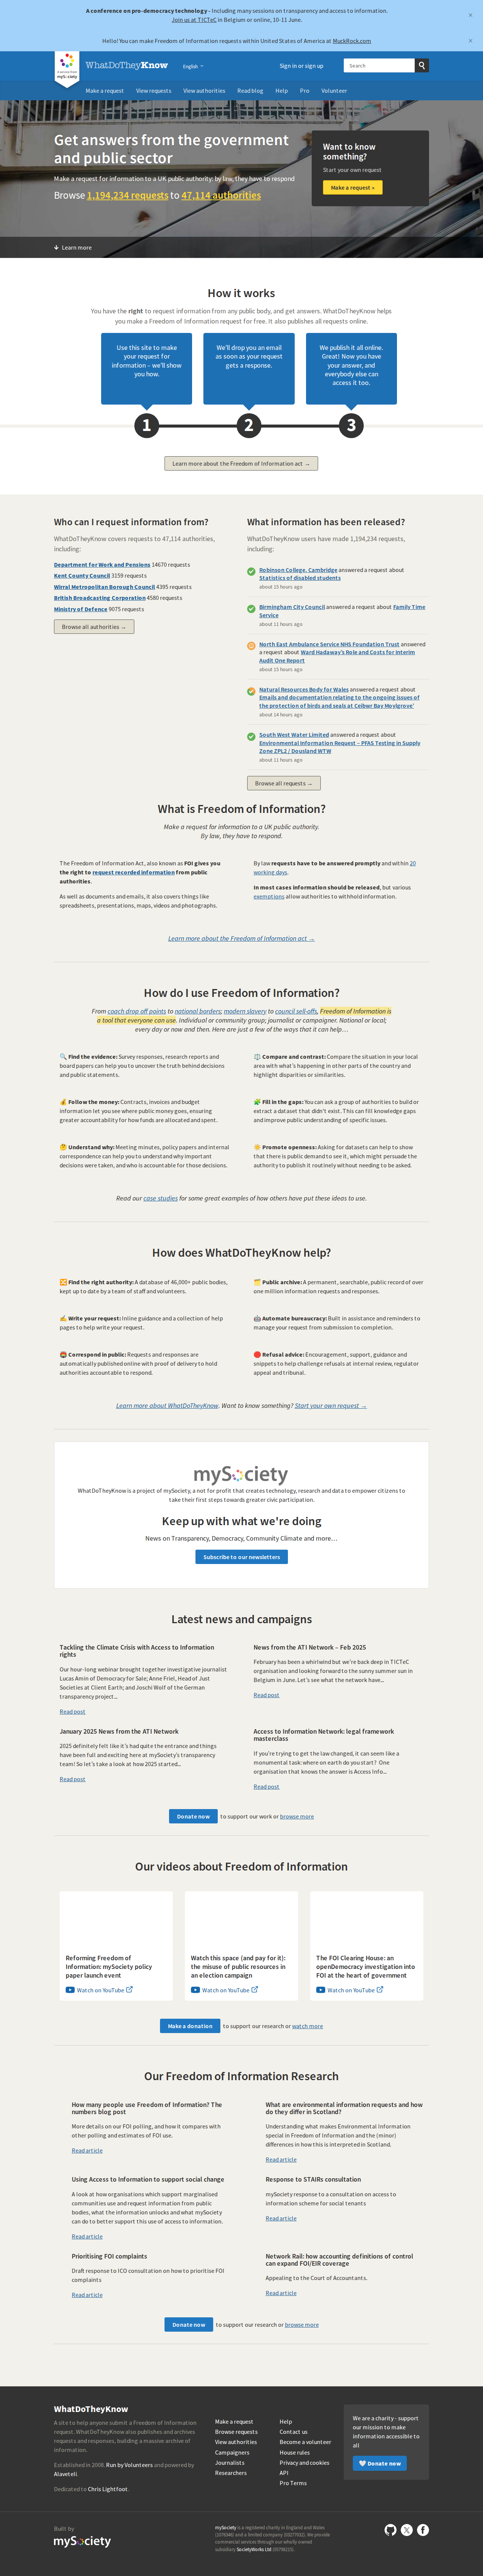 A conference on pro-democracy technology – Including many sessions on transparency and access to information.
Join us at TICTeC in Belgium or online, 10-11 June.
×
Hello! You can make Freedom of Information requests within United States of America at MuckRock.com
×
a project from
mySociety
WhatDoTheyKnow
English
Sign in or sign up
Search
Make a request
View requests
View authorities
Read blog
Help
Pro
Volunteer
Get answers from the government
and public sector
Make a request for information to a UK public authority; by law, they have to respond
Browse 1,194,234 requests to 47,114 authorities
Want to know
something?
Start your own request
Make a request »
↓ Learn more
How it works
You have the right to request information from any public body, and get answers. WhatDoTheyKnow helps
you make a Freedom of Information request for free. It also publishes all requests online.
Use this site to make
your request for
information – we'll show
you how.
We'll drop you an email
as soon as your request
gets a response.
We publish it all online.
Great! Now you have
your answer, and
everybody else can
access it too.
1
2
3
Learn more about the Freedom of Information act →
Who can I request information from?
WhatDoTheyKnow covers requests to 47,114 authorities,
including:
Department for Work and Pensions 14670 requests
Kent County Council 3159 requests
Wirral Metropolitan Borough Council 4395 requests
British Broadcasting Corporation 4580 requests
Ministry of Defence 9075 requests
Browse all authorities →
What information has been released?
WhatDoTheyKnow users have made 1,194,234 requests,
including:
Robinson College, Cambridge answered a request about
Statistics of disabled students
about 15 hours ago
Birmingham City Council answered a request about Family Time
Service
about 11 hours ago
North East Ambulance Service NHS Foundation Trust answered
a request about Ward Hadaway's Role and Costs for Interim
Audit One Report
about 15 hours ago
Natural Resources Body for Wales answered a request about
Emails and documentation relating to the ongoing issues of
the protection of birds and seals at Ceibwr Bay Moylgrove'
about 14 hours ago
South West Water Limited answered a request about
Environmental Information Request – PFAS Testing in Supply
Zone ZPL2 / Dousland WTW
about 11 hours ago
Browse all requests →
What is Freedom of Information?
Make a request for information to a UK public authority.
By law, they have to respond.
The Freedom of Information Act, also known as FOI gives you
the right to request recorded information from public
authorities.
As well as documents and emails, it also covers things like
spreadsheets, presentations, maps, videos and photographs.
By law requests have to be answered promptly and within 20
working days.
In most cases information should be released, but various
exemptions allow authorities to withhold information.
Learn more about the Freedom of Information act →
How do I use Freedom of Information?
From coach drop off points to national borders; modern slavery to council sell-offs, Freedom of Information is
a tool that everyone can use. Individual or community group; journalist or campaigner. National or local;
every day or now and then. Here are just a few of the ways that it can help…
🔍 Find the evidence: Survey responses, research reports and
board papers can help you to uncover the truth behind decisions
and public statements.
⚖️ Compare and contrast: Compare the situation in your local
area with what's happening in other parts of the country and
highlight disparities or similarities.
💰 Follow the money: Contracts, invoices and budget
information let you see where public money goes, ensuring
greater accountability for how funds are allocated and spent.
🧩 Fill in the gaps: You can ask a group of authorities to build or
extract a dataset that didn't exist. This can fill knowledge gaps
and improve public understanding of specific issues.
🤔 Understand why: Meeting minutes, policy papers and internal
correspondence can help you to understand why important
decisions were taken, and who is accountable for those decisions.
☀️ Promote openness: Asking for datasets can help to show
that there is public demand to see it, which might persuade the
authority to publish it routinely without needing to be asked.
Read our case studies for some great examples of how others have put these ideas to use.
How does WhatDoTheyKnow help?
🔀 Find the right authority: A database of 46,000+ public bodies,
kept up to date by a team of staff and volunteers.
🗂️ Public archive: A permanent, searchable, public record of over
one million information requests and responses.
✍️ Write your request: Inline guidance and a collection of help
pages to help write your request.
🤖 Automate bureaucracy: Built in assistance and reminders to
manage your request from submission to completion.
Correspond in public: Requests and responses are
automatically published online with proof of delivery to hold
authorities accountable to respond.
🛑 Refusal advice: Encouragement, support, guidance and
snippets to help challenge refusals at internal review, regulator
appeal and tribunal.
Learn more about WhatDoTheyKnow. Want to know something? Start your own request →
mySociety
WhatDoTheyKnow is a project of mySociety, a not for profit that creates technology, research and data to empower citizens to
take their first steps towards greater civic participation.
Keep up with what we're doing
News on Transparency, Democracy, Community Climate and more…
Subscribe to our newsletters
Latest news and campaigns
Tackling the Climate Crisis with Access to Information
rights
Our hour-long webinar brought together investigative journalist
Lucas Amin of Democracy for Sale; Anne Friel, Head of Just
Societies at Client Earth; and Joschi Wolf of the German
transparency project...
Read post
News from the ATI Network – Feb 2025
February has been a whirlwind but we're back deep in TICTeC
organisation and looking forward to the sunny summer sun in
Belgium in June. Let's see what the network have...
Read post
January 2025 News from the ATI Network
2025 definitely felt like it's had quite the entrance and things
have been full and exciting here at mySociety's transparency
team! So let's take a look at how 2025 started...
Read post
Access to Information Network: legal framework
masterclass
If you're trying to get the law changed, it can seem like a
monumental task: where on earth do you start? One
organisation that knows the answer is Access Info...
Read post
Donate now to support our work or browse more
Our videos about Freedom of Information
Reforming Freedom of
Information: mySociety policy
paper launch event
Watch on YouTube
Watch this space (and pay for it):
the misuse of public resources in
an election campaign
Watch on YouTube
The FOI Clearing House: an
openDemocracy investigation into
FOI at the heart of government
Watch on YouTube
Make a donation to support our research or watch more
Our Freedom of Information Research
How many people use Freedom of Information? The
numbers blog post
More details on our FOI polling, and how it compares with
other polling and estimates of FOI use.
Read article
What are environmental information requests and how
do they differ in Scotland?
Understanding what makes Environmental Information
special in Freedom of Information and the (minor)
differences in how this is interpreted in Scotland.
Read article
Using Access to Information to support social change
A look at how organisations which support marginalised
communities use and request information from public
bodies, what the information unlocks and what mySociety
can do to better support this use of access to information.
Read article
Response to STAIRs consultation
mySociety response to a consultation on access to
information scheme for social tenants
Read article
Prioritising FOI complaints
Draft response to ICO consultation on how to prioritise FOI
complaints
Read article
Network Rail: how accounting definitions of control
can expand FOI/EIR coverage
Appealing to the Court of Accountants.
Read article
Donate now to support our research or browse more
WhatDoTheyKnow
A site to help anyone submit a Freedom of Information
request. WhatDoTheyKnow also publishes and archives
requests and responses, building a massive archive of
information.
Established in 2008. Run by Volunteers and powered by
Alaveteli.
Dedicated to Chris Lightfoot.
Make a request
Browse requests
View authorities
Campaigners
Journalists
Researchers
Help
Contact us
Become a volunteer
House rules
Privacy and cookies
API
Pro Terms
We are a charity - support
our mission to make
information accessible to
all
🤍 Donate now
Built by
mySociety
mySociety is a registered charity in England and Wales
(1076346) and a limited company (03277032). We provide
commercial services through our wholly owned
subsidiary SocietyWorks Ltd (05798215).